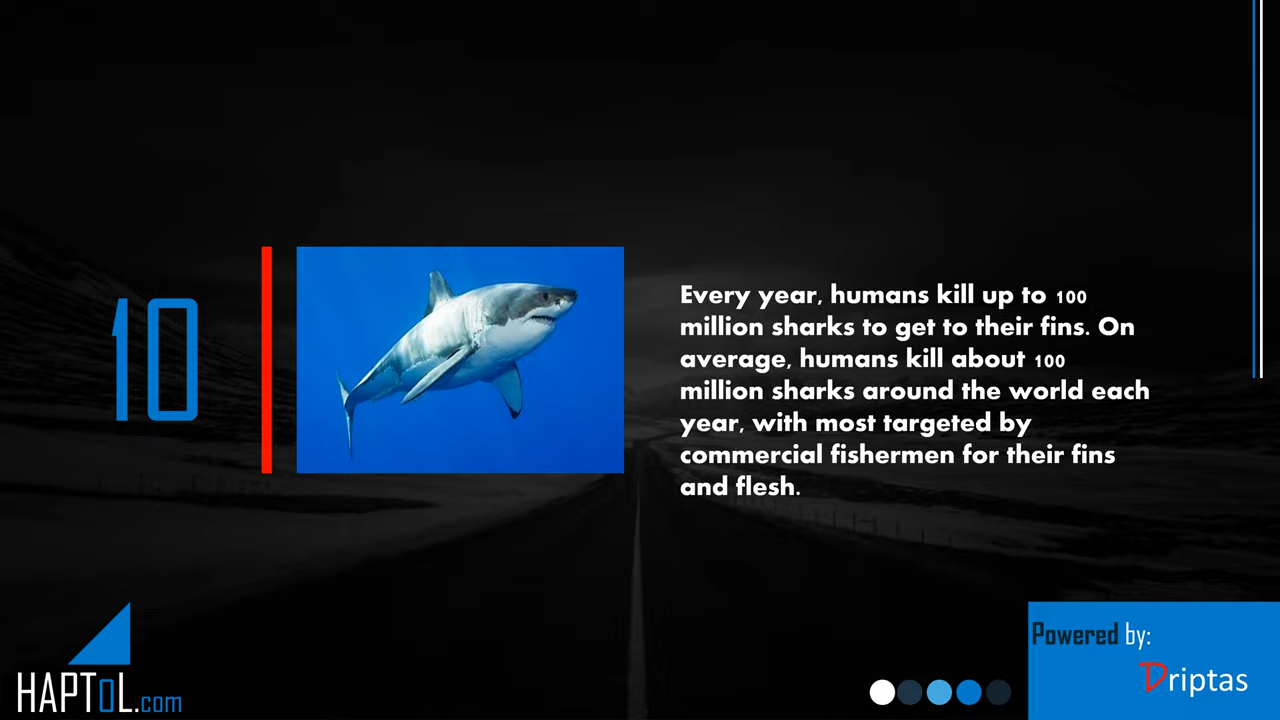 10
Every year, humans kill up to 100
million sharks to get to their fins. On
average, humans kill about 100
million sharks around the world each
year, with most targeted by
commercial fishermen for their fins
and flesh.
HAPToL.com
Powered by:
Driptas